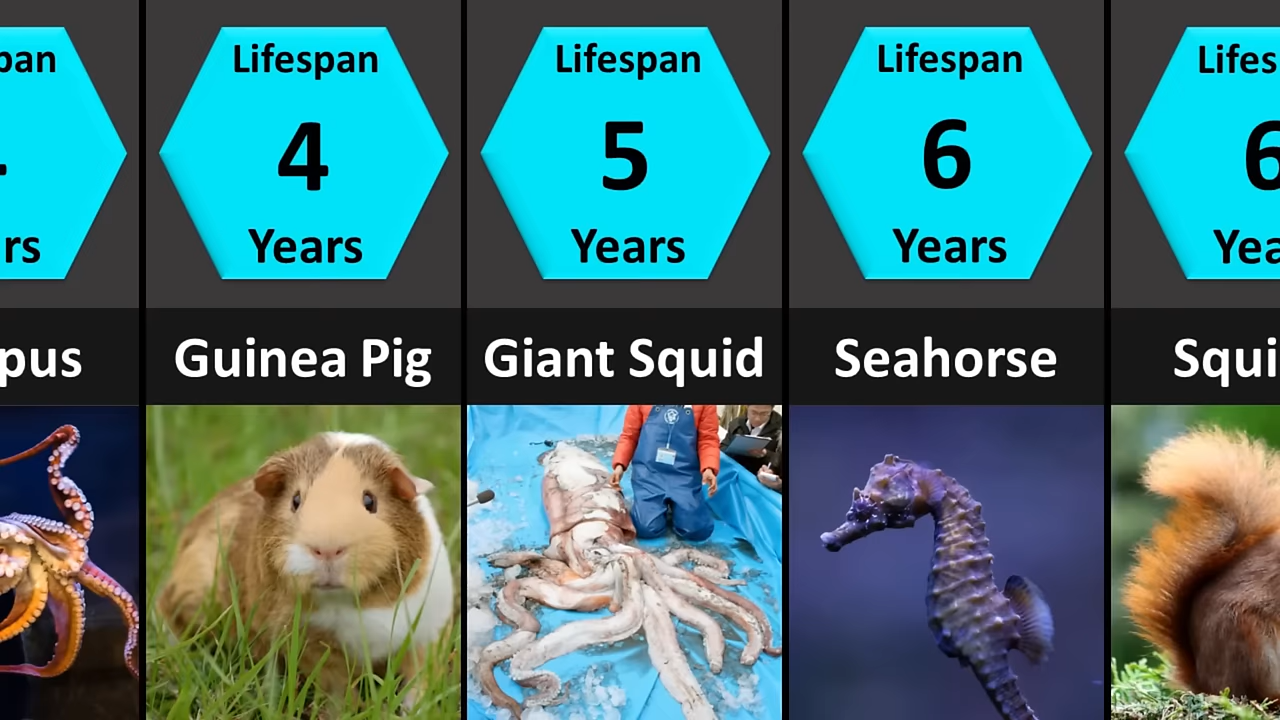 pan
rs
pus
Lifespan
4
Years
Guinea Pig
Lifespan
5
Years
Giant Squid
Lifespan
6
Years
Seahorse
Lifes
6
Yea
Squi